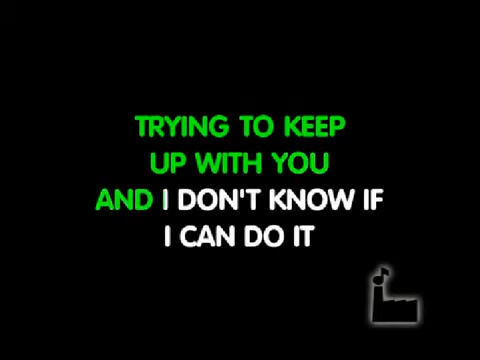 TRYING TO KEEP
UP WITH YOU
AND I DON'T KNOW IF
I CAN DO IT